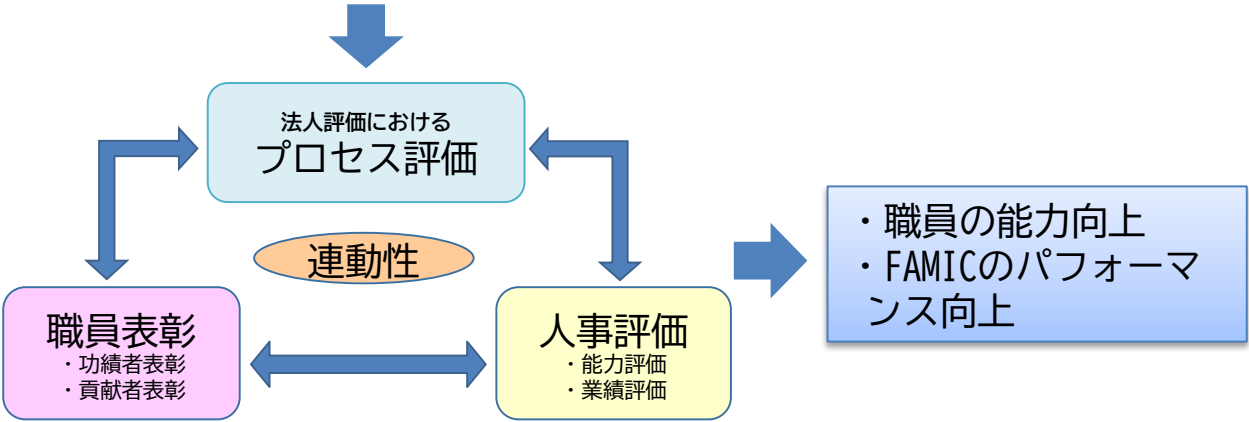 法人評価における
プロセス評価
連動性
職員表彰
・功績者表彰
・貢献者表彰
人事評価
・能力評価
・業績評価
・職員の能力向上
・FAMICのパフォーマ
ンス向上